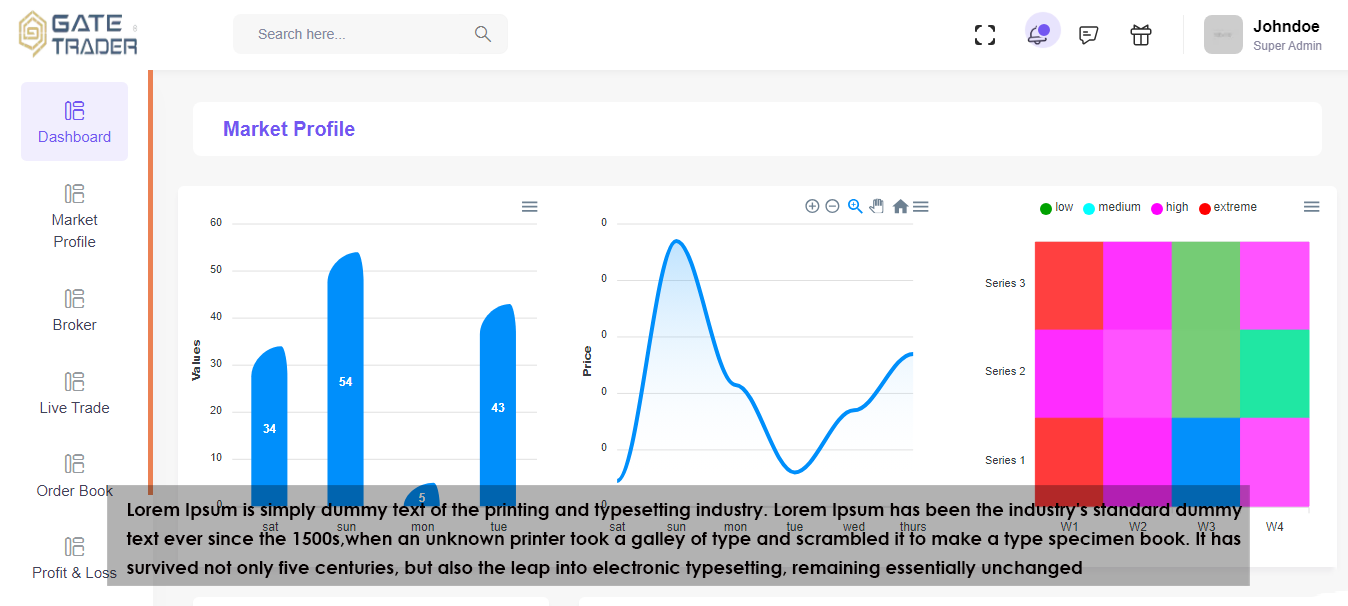 GATE
TRADER
Search here...
Johndoe
Super Admin
Dashboard
Market
Profile
Broker
Live Trade
Order Book
Profit & Loss
Market Profile
60
50
40
30
20
10
0
Values
34
54
5
43
sat sun mon tue
0
0
0
0
0
0
Price
sat sun mon tue wed thurs
low medium high extreme
Series 3
Series 2
Series 1
W1 W2 W3 W4
Lorem Ipsum is simply dummy text of the printing and typesetting industry. Lorem Ipsum has been the industry's standard dummy
text ever since the 1500s,when an unknown printer took a galley of type and scrambled it to make a type specimen book. It has
survived not only five centuries, but also the leap into electronic typesetting, remaining essentially unchanged